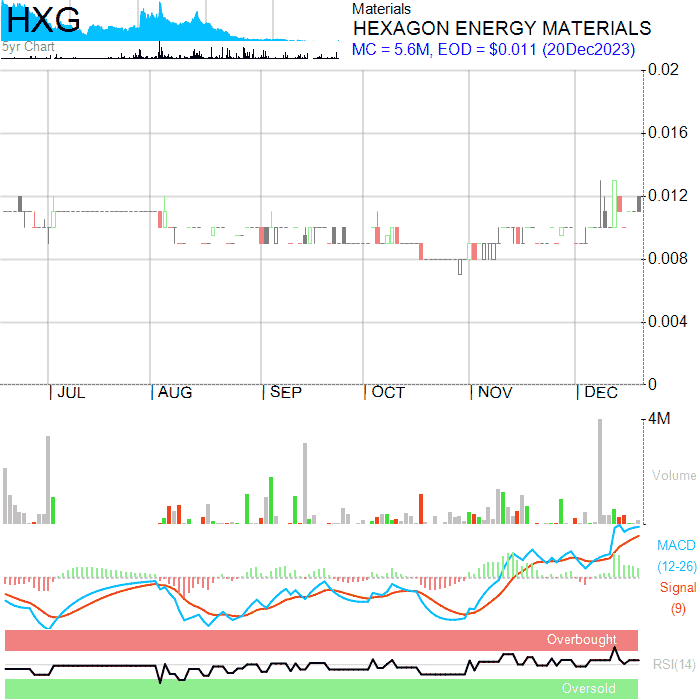 HXG
5yr Chart
Materials
HEXAGON ENERGY MATERIALS
MC = 5.6M, EOD = $0.011 (20Dec2023)
0.02
0.016
0.012
0.008
0.004
0
JUL AUG SEP OCT NOV DEC
4M
Volume
MACD
(12-26)
Signal
(9)
Overbought
RSI(14)
Oversold